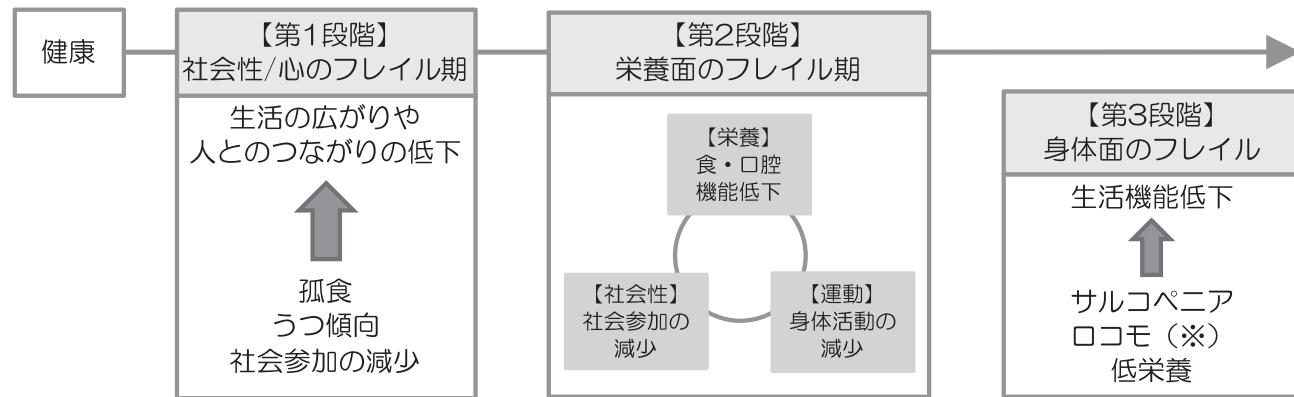 健康
【第1段階】
社会性/心のフレイル期
生活の広がりや
人とのつながりの低下
孤食
うつ傾向
社会参加の減少
【第2段階】
栄養面のフレイル期
【栄養】
食・口腔
機能低下
【社会性】
社会参加の
減少
【運動】
身体活動の
減少
【第3段階】
身体面のフレイル
生活機能低下
サルコペニア
ロコモ（※）
低栄養